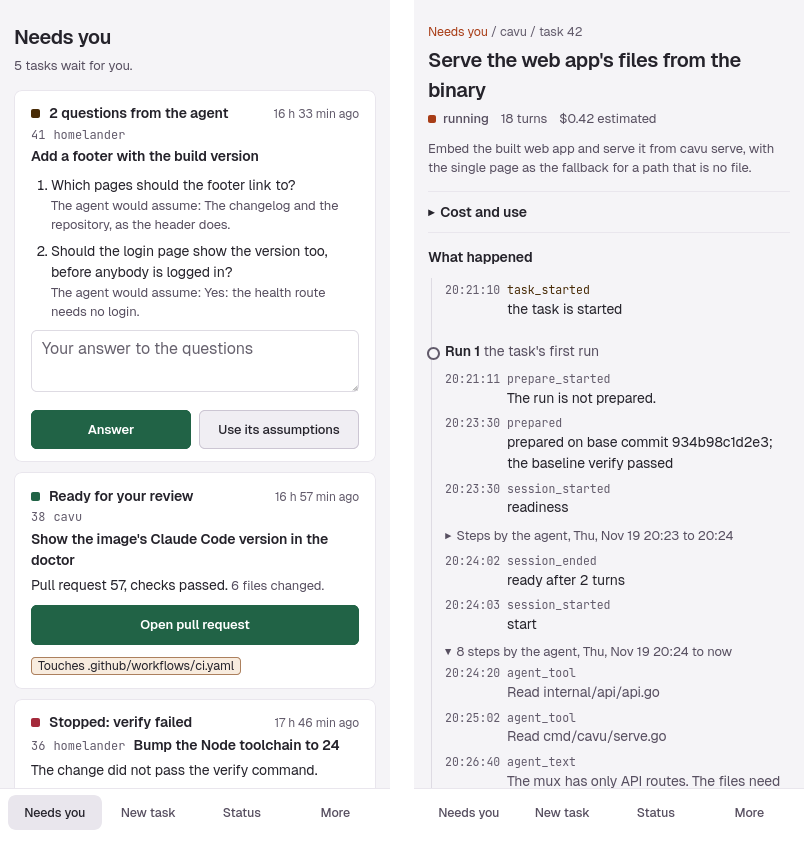 Needs you
5 tasks wait for you.
2 questions from the agent 16 h 33 min ago
41 homelander
Add a footer with the build version
1. Which pages should the footer link to?
The agent would assume: The changelog and the
repository, as the header does.
2. Should the login page show the version too,
before anybody is logged in?
The agent would assume: Yes: the health route
needs no login.
Your answer to the questions
Answer Use its assumptions
Ready for your review 16 h 57 min ago
38 cavu
Show the image's Claude Code version in the
doctor
Pull request 57, checks passed. 6 files changed.
Open pull request
Touches .github/workflows/ci.yaml
Stopped: verify failed 17 h 46 min ago
36 homelander Bump the Node toolchain to 24
The change did not pass the verify command.
Needs you New task Status More
Needs you / cavu / task 42
Serve the web app's files from the
binary
running 18 turns $0.42 estimated
Embed the built web app and serve it from cavu serve, with
the single page as the fallback for a path that is no file.
Cost and use
What happened
20:21:10 task_started
the task is started
Run 1 the task's first run
20:21:11 prepare_started
The run is not prepared.
20:23:30 prepared
prepared on base commit 934b98c1d2e3;
the baseline verify passed
20:23:30 session_started
readiness
Steps by the agent, Thu, Nov 19 20:23 to 20:24
20:24:02 session_ended
ready after 2 turns
20:24:03 session_started
start
8 steps by the agent, Thu, Nov 19 20:24 to now
20:24:20 agent_tool
Read internal/api/api.go
20:25:02 agent_tool
Read cmd/cavu/serve.go
20:26:40 agent_text
The mux has only API routes. The files need
Needs you New task Status More